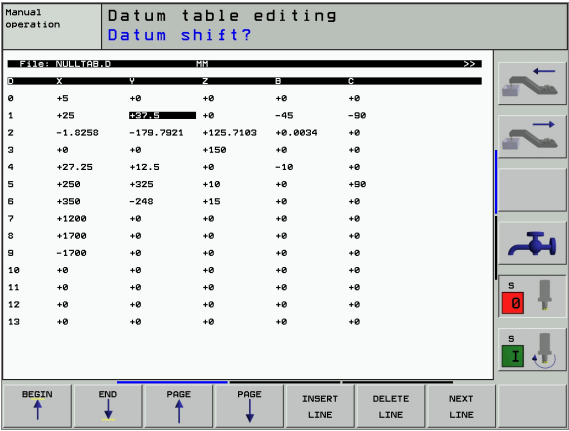 Manual
operation
Datum table editing
Datum shift?
File: NULLTAB.D MM >>
D X Y Z B C
0 +5 +0 +0 +0 +0
1 +25 +37.5 +0 -45 -90
2 -1.8258 -179.7921 +125.7103 +0.0034 +0
3 +0 +0 +150 +0 +0
4 +27.25 +12.5 +0 -10 +0
5 +250 +325 +10 +0 +90
6 +350 -248 +15 +0 +0
7 +1200 +0 +0 +0 +0
8 +1700 +0 +0 +0 +0
9 -1700 +0 +0 +0 +0
10 +0 +0 +0 +0 +0
11 +0 +0 +0 +0 +0
12 +0 +0 +0 +0 +0
13 +0 +0 +0 +0 +0
S
0
S
I
BEGIN
END
PAGE
PAGE
INSERT
LINE
DELETE
LINE
NEXT
LINE